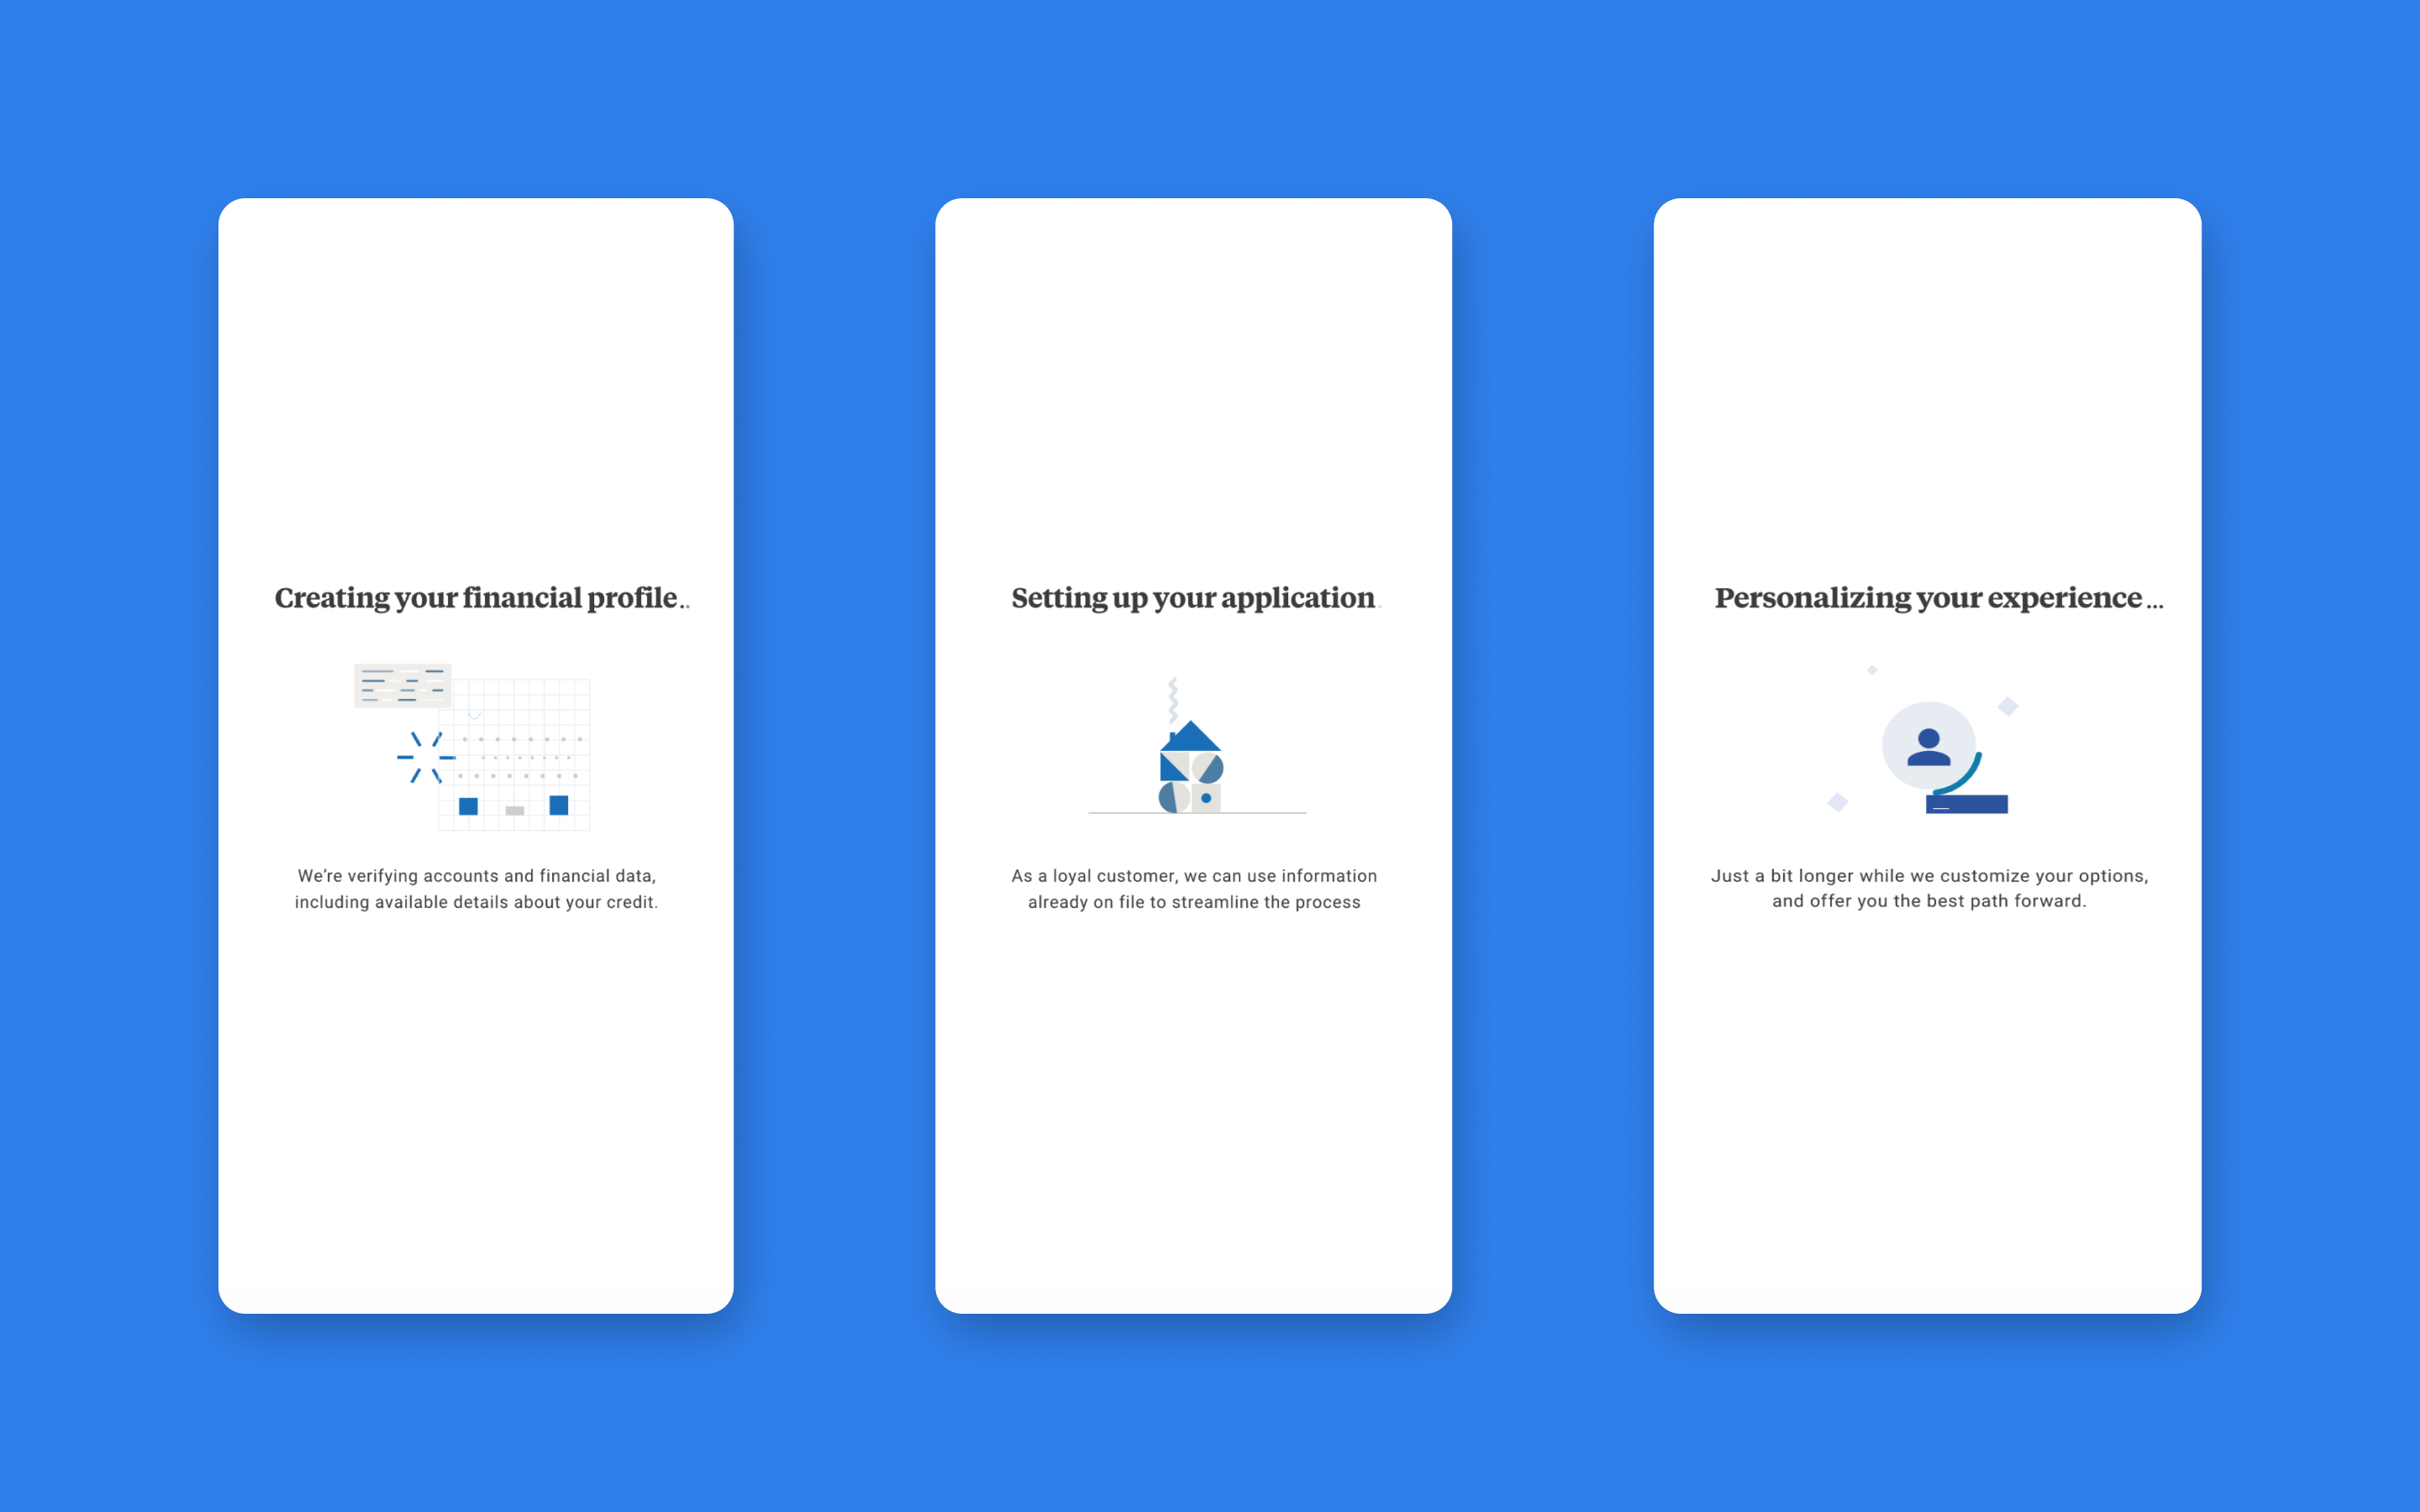 Creating your financial profile..
We’re verifying accounts and financial data,
including available details about your credit.
Setting up your application.
As a loyal customer, we can use information
already on file to streamline the process
Personalizing your experience...
Just a bit longer while we customize your options,
and offer you the best path forward.